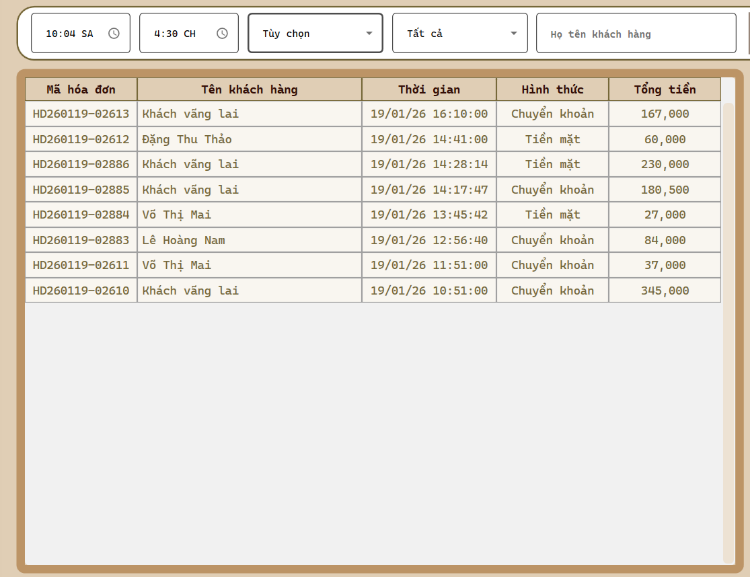 10:04 SA 4:30 CH Tùy chọn Tất cả Họ tên khách hàng
Mã hóa đơn Tên khách hàng Thời gian Hình thức Tổng tiền
HD260119-02613 Khách vãng lai 19/01/26 16:10:00 Chuyển khoản 167,000
HD260119-02612 Đặng Thu Thảo 19/01/26 14:41:00 Tiền mặt 60,000
HD260119-02886 Khách vãng lai 19/01/26 14:28:14 Tiền mặt 230,000
HD260119-02885 Khách vãng lai 19/01/26 14:17:47 Chuyển khoản 180,500
HD260119-02884 Võ Thị Mai 19/01/26 13:45:42 Tiền mặt 27,000
HD260119-02883 Lê Hoàng Nam 19/01/26 12:56:40 Chuyển khoản 84,000
HD260119-02611 Võ Thị Mai 19/01/26 11:51:00 Chuyển khoản 37,000
HD260119-02610 Khách vãng lai 19/01/26 10:51:00 Chuyển khoản 345,000